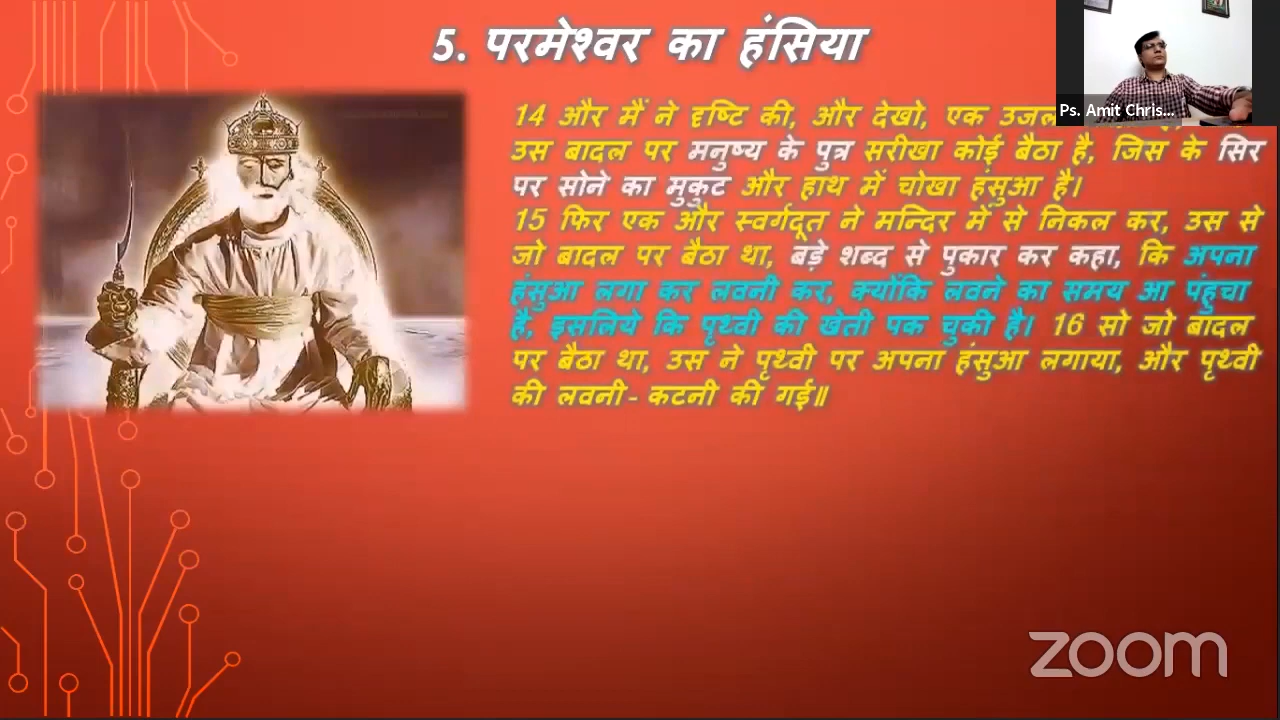 5. परमेश्वर का हंसिया
14 और मैं ने दृष्टि की, और देखो, एक उजल
उस बादल पर मनुष्य के पुत्र सरीखा कोई बैठा है, जिस के सिर
पर सोने का मुकुट और हाथ में चोखा हंसुआ है।
15 फिर एक और स्वर्गदूत ने मन्दिर में से निकल कर, उस से
जो बादल पर बैठा था, बड़े शब्द से पुकार कर कहा, कि अपना
हंसुआ लगा कर लवनी कर, क्योंकि लवने का समय आ पंहुचा
है, इसलिये कि पृथ्वी की खेती पक चुकी है। 16 सो जो बादल
पर बैठा था, उस ने पृथ्वी पर अपना हंसुआ लगाया, और पृथ्वी
की लवनी- कटनी की गई॥
Ps. Amit Chris...
zoom